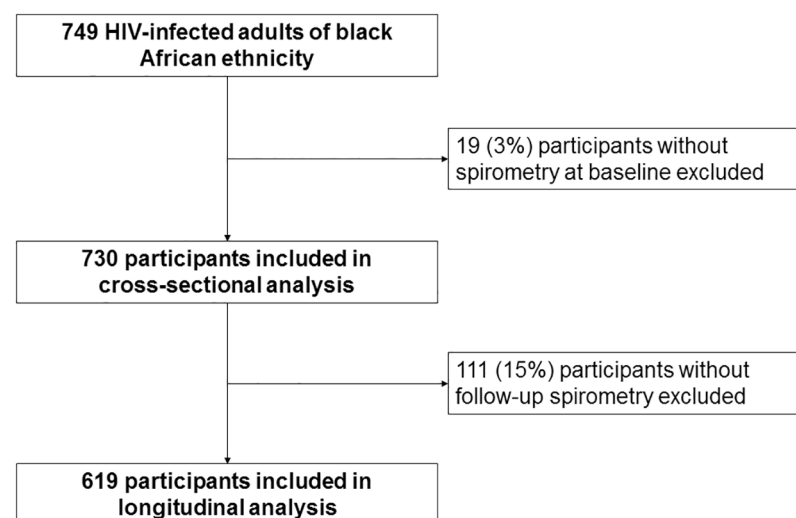 749 HIV-infected adults of black
African ethnicity
19 (3%) participants without
spirometry at baseline excluded
730 participants included in
cross-sectional analysis
111 (15%) participants without
follow-up spirometry excluded
619 participants included in
longitudinal analysis